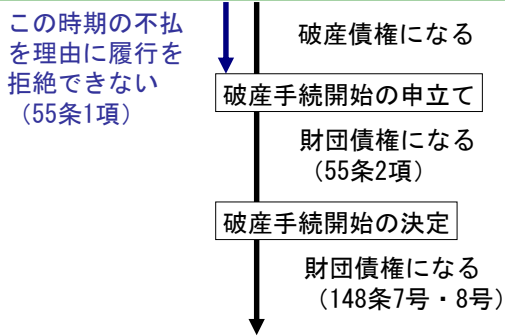 この時期の不払
を理由に履行を
拒絶できない
（55条1項）
破産債権になる
破産手続開始の申立て
財団債権になる
（55条2項）
破産手続開始の決定
財団債権になる
（148条7号・8号）